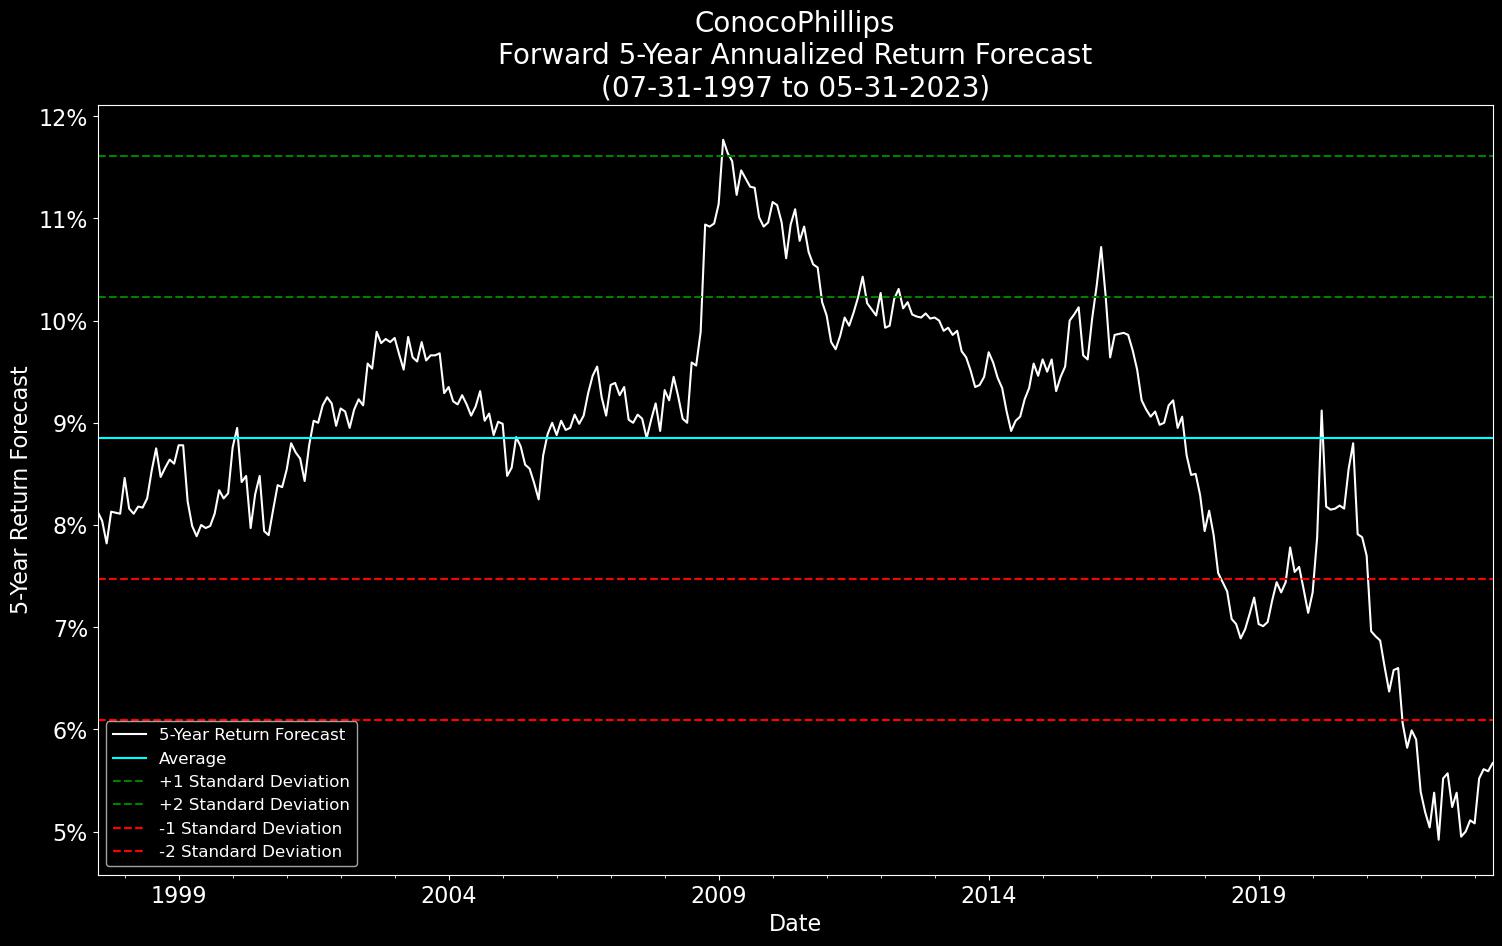 ConocoPhillips
Forward 5-Year Annualized Return Forecast
(07-31-1997 to 05-31-2023)
12%
11%
10%
9%
8%
7%
6%
5%
5-Year Return Forecast
5-Year Return Forecast
Average
+1 Standard Deviation
+2 Standard Deviation
-1 Standard Deviation
-2 Standard Deviation
1999
2004
2009
2014
2019
Date